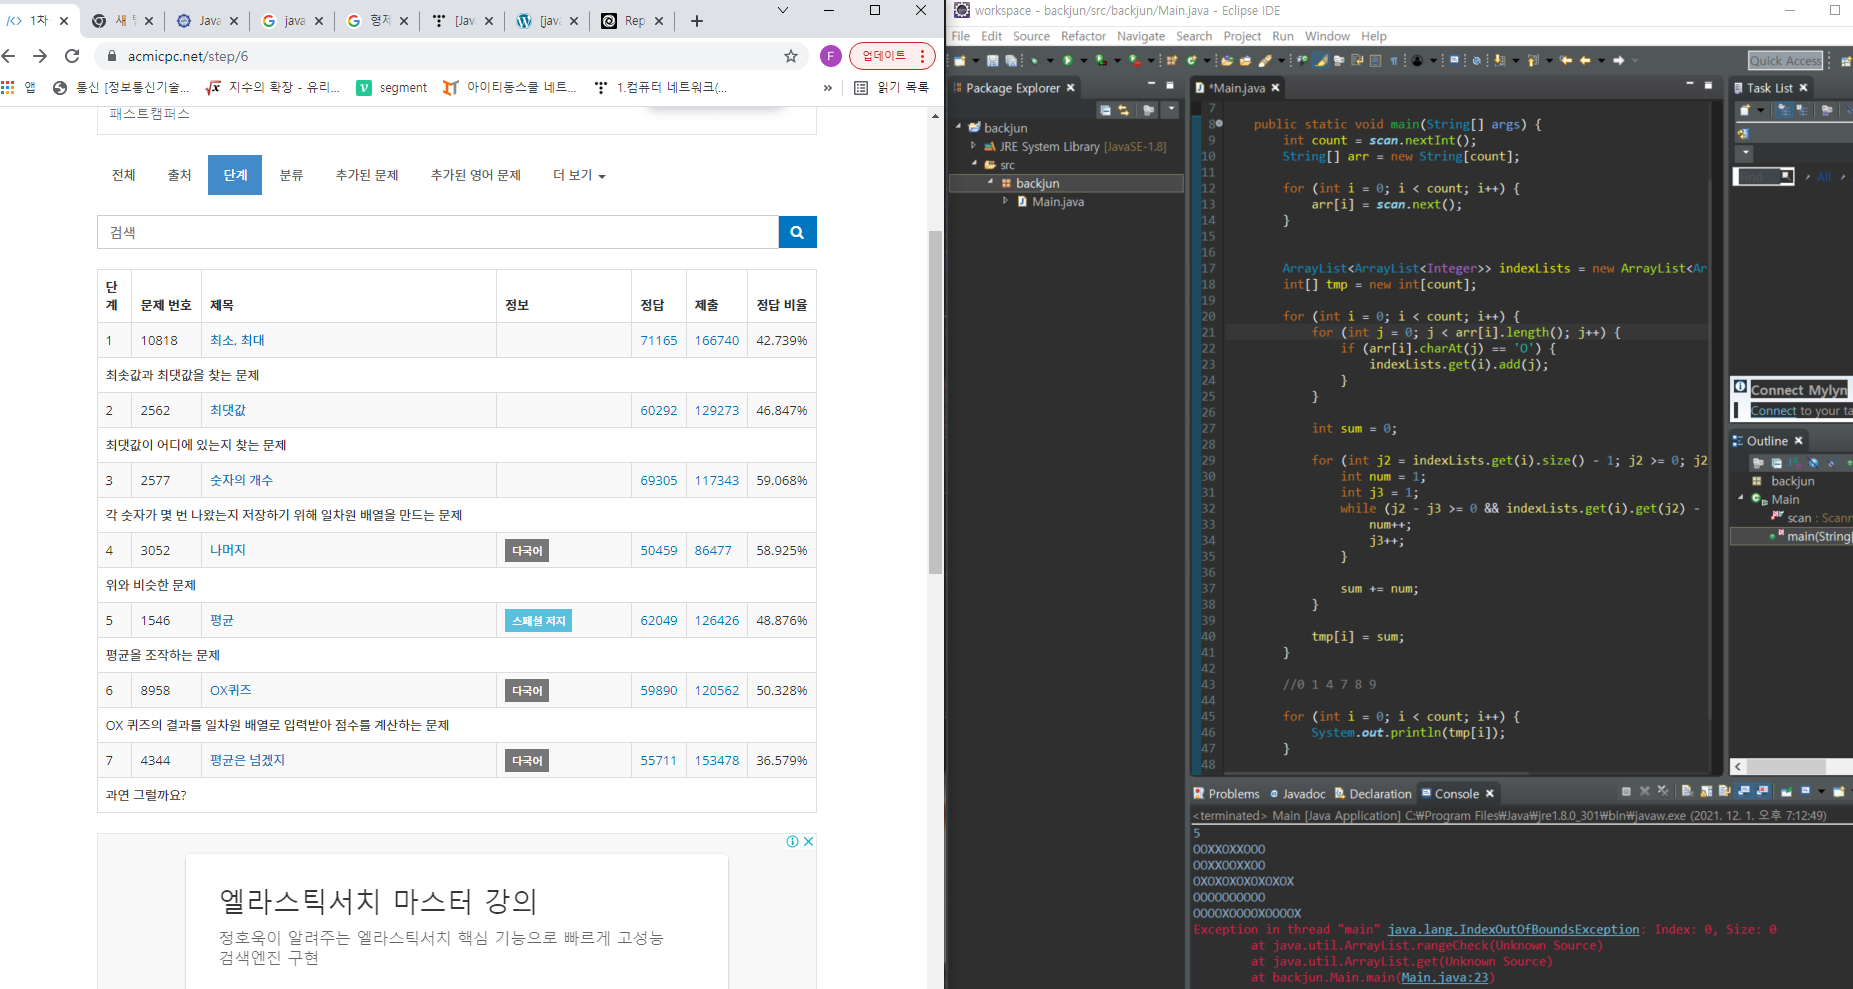 1차
새 탭
Java
java
형저
[Jav
[java
Rep
acmicpc.net/step/6
F
업데이트
앱
통신 [정보통신기술...
지수의 확장 - 유리...
segment
아이티동스쿨 네트...
1.컴퓨터 네트워크(...
»
읽기 목록
패스트캠퍼스
전체 출처 단계 분류 추가된 문제 추가된 영어 문제 더 보기
검색
단계 문제 번호 제목 정보 정답 제출 정답 비율
1 10818 최소, 최대 71165 166740 42.739%
최솟값과 최댓값을 찾는 문제
2 2562 최댓값 60292 129273 46.847%
최댓값이 어디에 있는지 찾는 문제
3 2577 숫자의 개수 69305 117343 59.068%
각 숫자가 몇 번 나왔는지 저장하기 위해 일차원 배열을 만드는 문제
4 3052 나머지 다국어 50459 86477 58.925%
위와 비슷한 문제
5 1546 평균 스페셜 저지 62049 126426 48.876%
평균을 조작하는 문제
6 8958 OX퀴즈 다국어 59890 120562 50.328%
OX 퀴즈의 결과를 일차원 배열로 입력받아 점수를 계산하는 문제
7 4344 평균은 넘겠지 다국어 55711 153478 36.579%
과연 그럴까요?
엘라스틱서치 마스터 강의
정호욱이 알려주는 엘라스틱서치 핵심 기능으로 빠르게 고성능
검색엔진 구현
workspace - backjun/src/backjun/Main.java - Eclipse IDE
File Edit Source Refactor Navigate Search Project Run Window Help
Quick Access
Package Explorer
backjun
JRE System Library [JavaSE-1.8]
src
backjun
Main.java
*Main.java
7
8 public static void main(String[] args) {
9 int count = scan.nextInt();
10 String[] arr = new String[count];
11
12 for (int i = 0; i < count; i++) {
13 arr[i] = scan.next();
14 }
15
16
17 ArrayList<ArrayList<Integer>> indexLists = new ArrayList<Ar
18 int[] tmp = new int[count];
19
20 for (int i = 0; i < count; i++) {
21 for (int j = 0; j < arr[i].length(); j++) {
22 if (arr[i].charAt(j) == 'O') {
23 indexLists.get(i).add(j);
24 }
25 }
26
27 int sum = 0;
28
29 for (int j2 = indexLists.get(i).size() - 1; j2 >= 0; j2
30 int num = 1;
31 int j3 = 1;
32 while (j2 - j3 >= 0 && indexLists.get(i).get(j2) -
33 num++;
34 j3++;
35 }
36
37 sum += num;
38 }
39
40 tmp[i] = sum;
41 }
42
43 //0 1 4 7 8 9
44
45 for (int i = 0; i < count; i++) {
46 System.out.println(tmp[i]);
47 }
48
Task List
Find
All
Connect Mylyn
Connect to your ta
Outline
backjun
Main
scan : Scann
main(String[
Problems Javadoc Declaration Console
<terminated> Main [Java Application] C:₩Program Files₩Java₩jre1.8.0_301₩bin₩javaw.exe (2021. 12. 1. 오후 7:12:49)
5
OOXXOXXOOO
OOXXOOXXOO
OXOXOXOXOXOXOX
OOOOOOOOOO
OOOOXOOOOXOOOOX
Exception in thread "main" java.lang.IndexOutOfBoundsException: Index: 0, Size: 0
at java.util.ArrayList.rangeCheck(Unknown Source)
at java.util.ArrayList.get(Unknown Source)
at backjun.Main.main(Main.java:23)